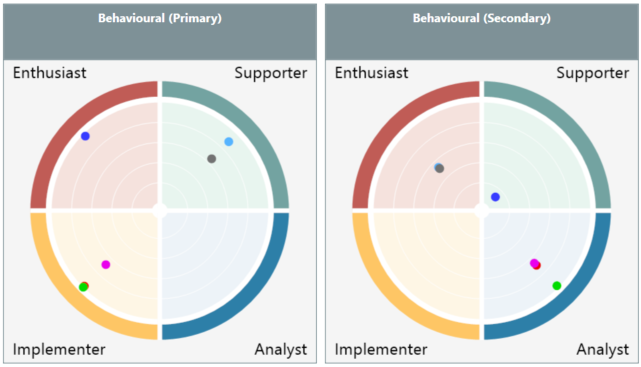 Behavioural (Primary)
Behavioural (Secondary)
Enthusiast
Supporter
Enthusiast
Supporter
Implementer
Analyst
Implementer
Analyst